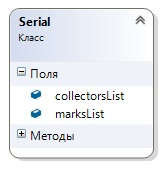 Serial
Класс
Поля
collectorsList
marksList
Методы